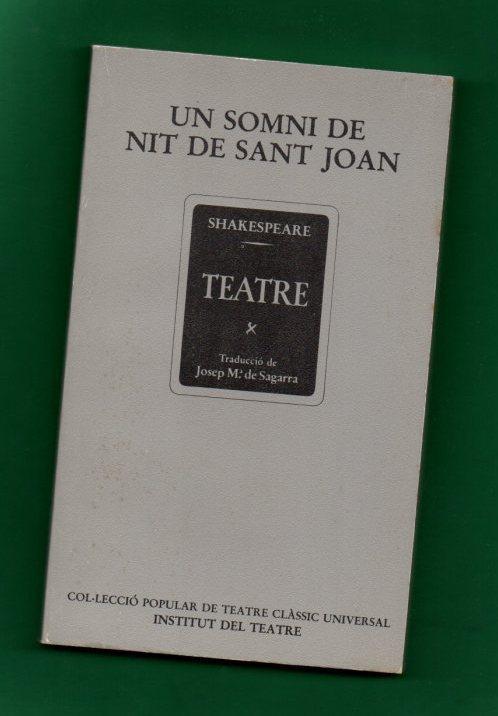 UN SOMNI DE
NIT DE SANT JOAN
SHAKESPEARE
TEATRE
Traducció de
Josep M.ª de Sagarra
COL·LECCIÓ POPULAR DE TEATRE CLÀSSIC UNIVERSAL
INSTITUT DEL TEATRE